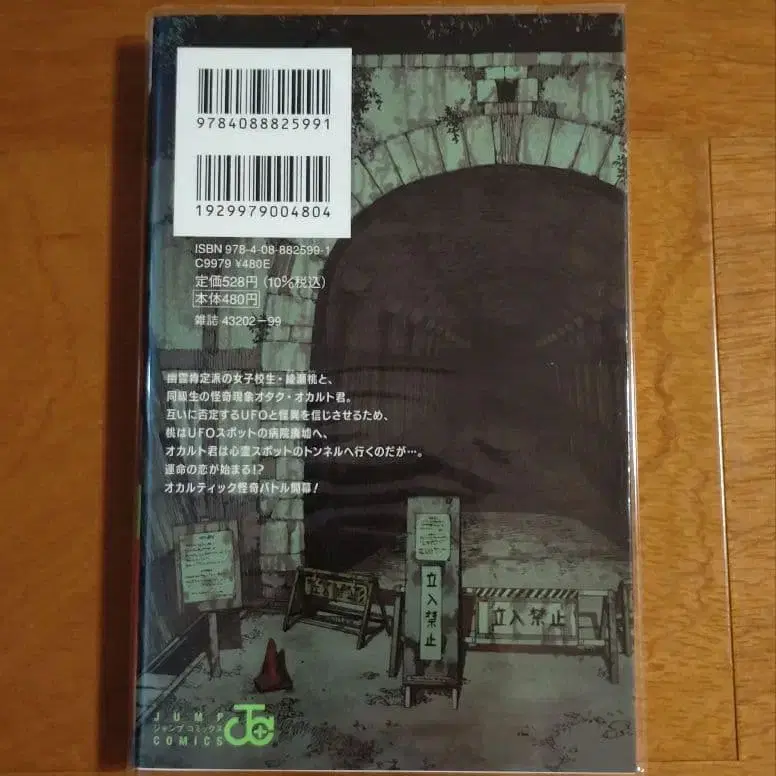 9784088825991
1929979004804
ISBN 978-4-08-882599-1
C9979 ¥480E
定価528円(10%税込)
本体480円
雑誌 43202-99
幽霊肯定派の女子校生・綾瀬桃と、
同級生の怪奇現象オタク・オカルト君。
互いに否定するUFOと怪異を信じさせるため、
桃はUFOスポットの病院廃墟へ、
オカルト君は心霊スポットのトンネルへ行くのだが…。
運命の恋が始まる!?
オカルティック怪奇バトル開幕!
立入禁止
立入禁止
JUMP
ジャンプ コミックス
COMICS